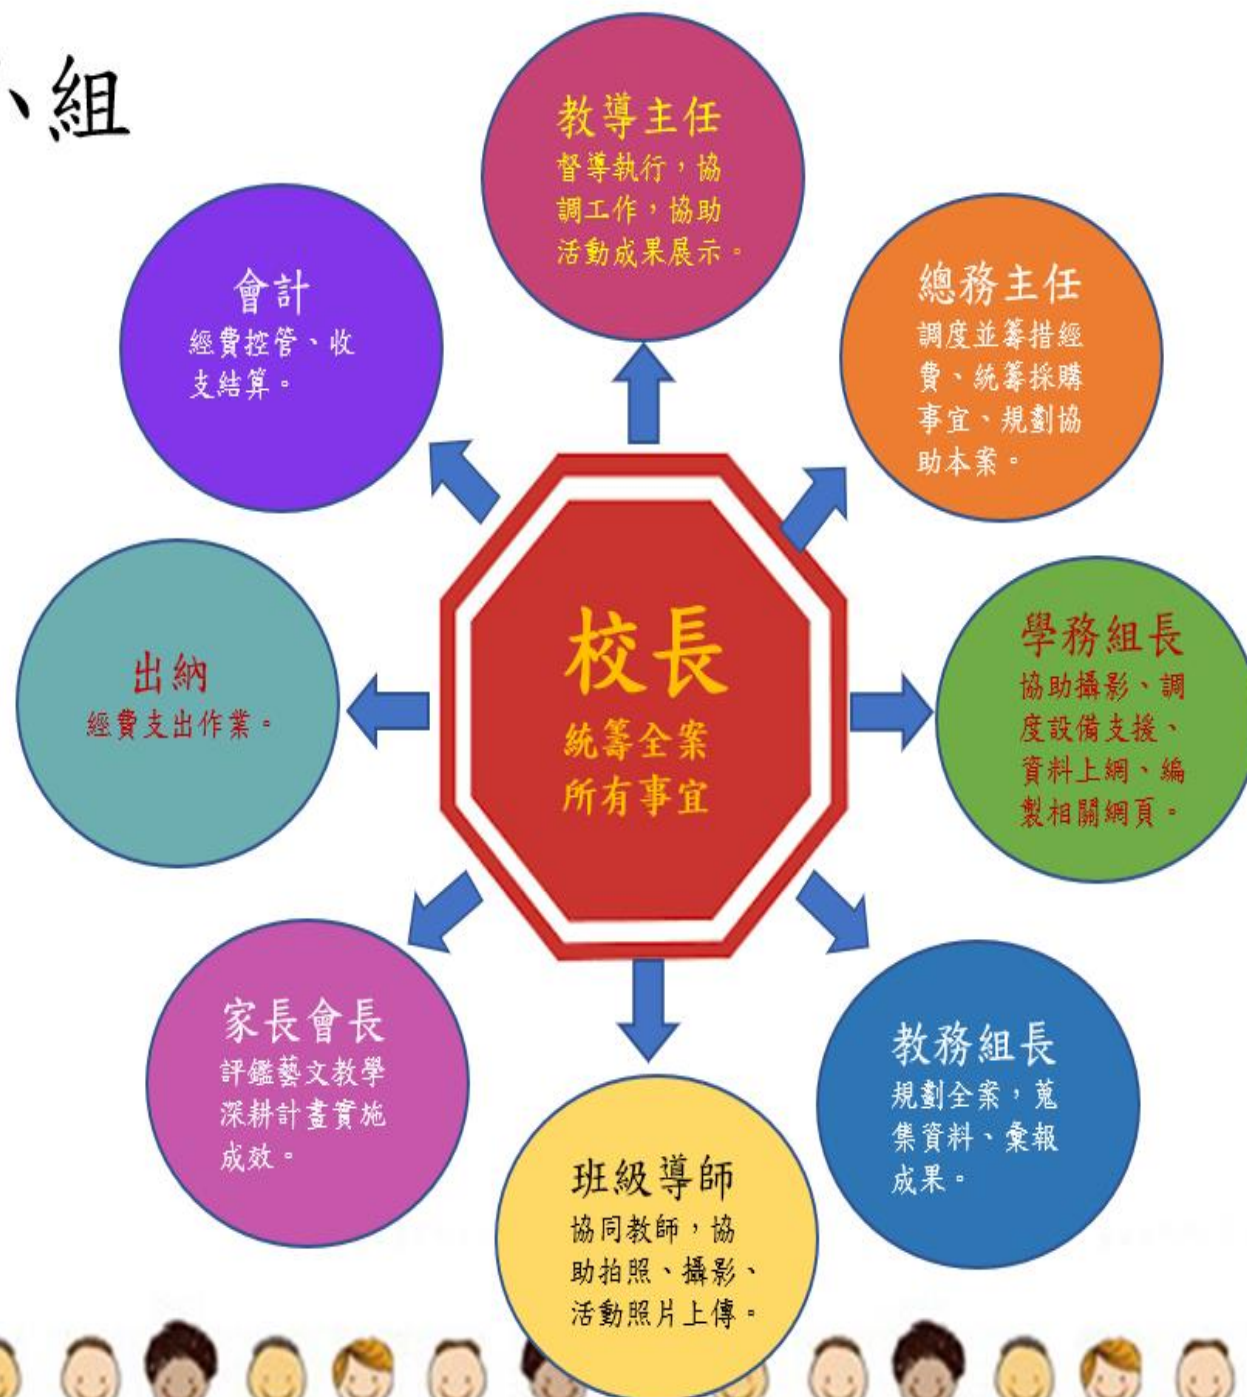 小組
教導主任
督導執行，協
調工作，協助
活動成果展示。
總務主任
調度並籌措經
費、統籌採購
事宜、規劃協
助本案。
學務組長
協助攝影、調
度設備支援、
資料上網、編
製相關網頁。
教務組長
規劃全案，蒐
集資料、彙報
成果。
班級導師
協同教師，協
助拍照、攝影、
活動照片上傳。
家長會長
評鑑藝文教學
深耕計畫實施
成效。
出納
經費支出作業。
會計
經費控管、收
支結算。
校長
統籌全案
所有事宜